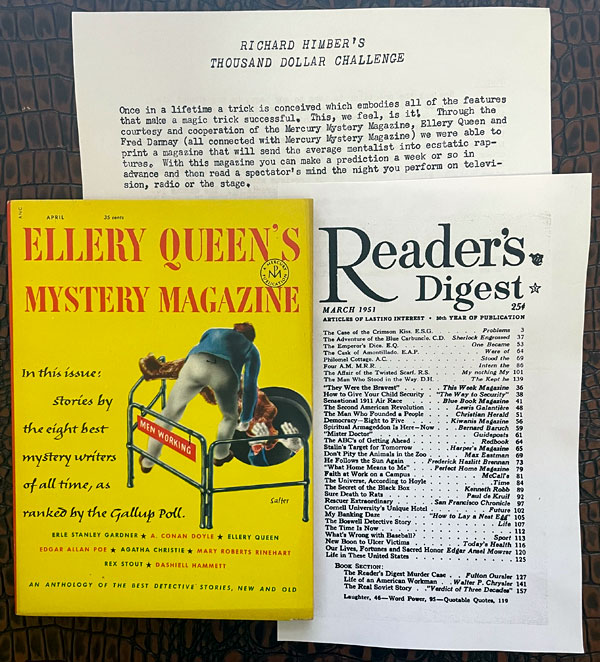 RICHARD HIMBER'S
THOUSAND DOLLAR CHALLENGE
Once in a lifetime a trick is conceived which embodies all of the features
that make a magic trick successful. This, we feel, is it! Through the
courtesy and cooperation of the Mercury Mystery Magazine, Ellery Queen and
Fred Dannay (all connected with Mercury Mystery Magazine) we were able to
print a magazine that will send the average mentalist into ecstatic rap-
tures. With this magazine you can make a prediction a week or so in
advance and then read a spectator's mind the night you perform on televi-
sion, radio or the stage.
ANC
APRIL 35 cents
ELLERY QUEEN'S
MYSTERY MAGAZINE
A MERCURY PUBLICATION
In this issue:
stories by
the eight best
mystery writers
of all time, as
ranked by the Gallup Poll.
MEN WORKING
Salter
ERLE STANLEY GARDNER ★ A. CONAN DOYLE ★ ELLERY QUEEN
EDGAR ALLAN POE ★ AGATHA CHRISTIE ★ MARY ROBERTS RINEHART
REX STOUT ★ DASHIELL HAMMETT
AN ANTHOLOGY OF THE BEST DETECTIVE STORIES, NEW AND OLD
Reader's
Digest
MARCH 1951 25¢
ARTICLES OF LASTING INTEREST • 30th YEAR OF PUBLICATION
The Case of the Crimson Kiss. E.S.G. Problems 3
The Adventure of the Blue Carbuncle. C.D. Sherlock Engrossed 37
The Emperor's Dice. E.Q. One Became 53
The Cask of Amontillado. E.A.P. Ware of 64
Philomel Cottage. A.C. Stood the 69
Four A.M. M.R.R. Intern the 86
The Affair of the Twisted Scarf. R.S. My nothing My 101
The Man Who Stood in the Way. D.H. The Kept he 139
"They Were the Bravest" This Week Magazine 36
How to Give Your Child Security "The Way to Security" 38
Sensational 1911 Air Race Blue Book Magazine 41
The Second American Revolution Lewis Galantière 48
The Man Who Founded a People Christian Herald 51
Democracy—Eight to Five Kiwanis Magazine 56
Spiritual Armageddon Is Here—Now Bernard Baruch 59
"Mister Doctor" Guideposts 61
The ABC's of Getting Ahead Redbook 64
Stalin's Target for Tomorrow Harper's Magazine 65
Don't Pity the Animals in the Zoo Max Eastman 69
He Follows the Sun Again Frederic Hazlitt Brennan 73
"What Home Means to Me" Perfect Home Magazine 79
Faith at Work on a Campus McCall's 81
The Universe, According to Hoyle Time 84
The Secret of the Black Box Kenneth Robb 89
Sure Death to Rats Paul de Kruif 92
Rescuer Extraordinary San Francisco Chronicle 97
Cornell University's Unique Hotel Future 102
My Banking Daze "How to Lay a Nest Egg" 105
The Boswell Detective Story Life 107
The Time Is Now 112
What's Wrong with Baseball? Sport 113
New Boon to Ulcer Victims Today's Health 116
Our Lives, Fortunes and Sacred Honor Edgar Ansel Mowrer 120
Life in These United States 125
BOOK SECTION:
The Reader's Digest Murder Case Fulton Oursler 127
Life of an American Workman Walter P. Chrysler 141
The Real Soviet Story "Verdict of Three Decades" 157
Laughter, 46—Word Power, 95—Quotable Quotes, 119